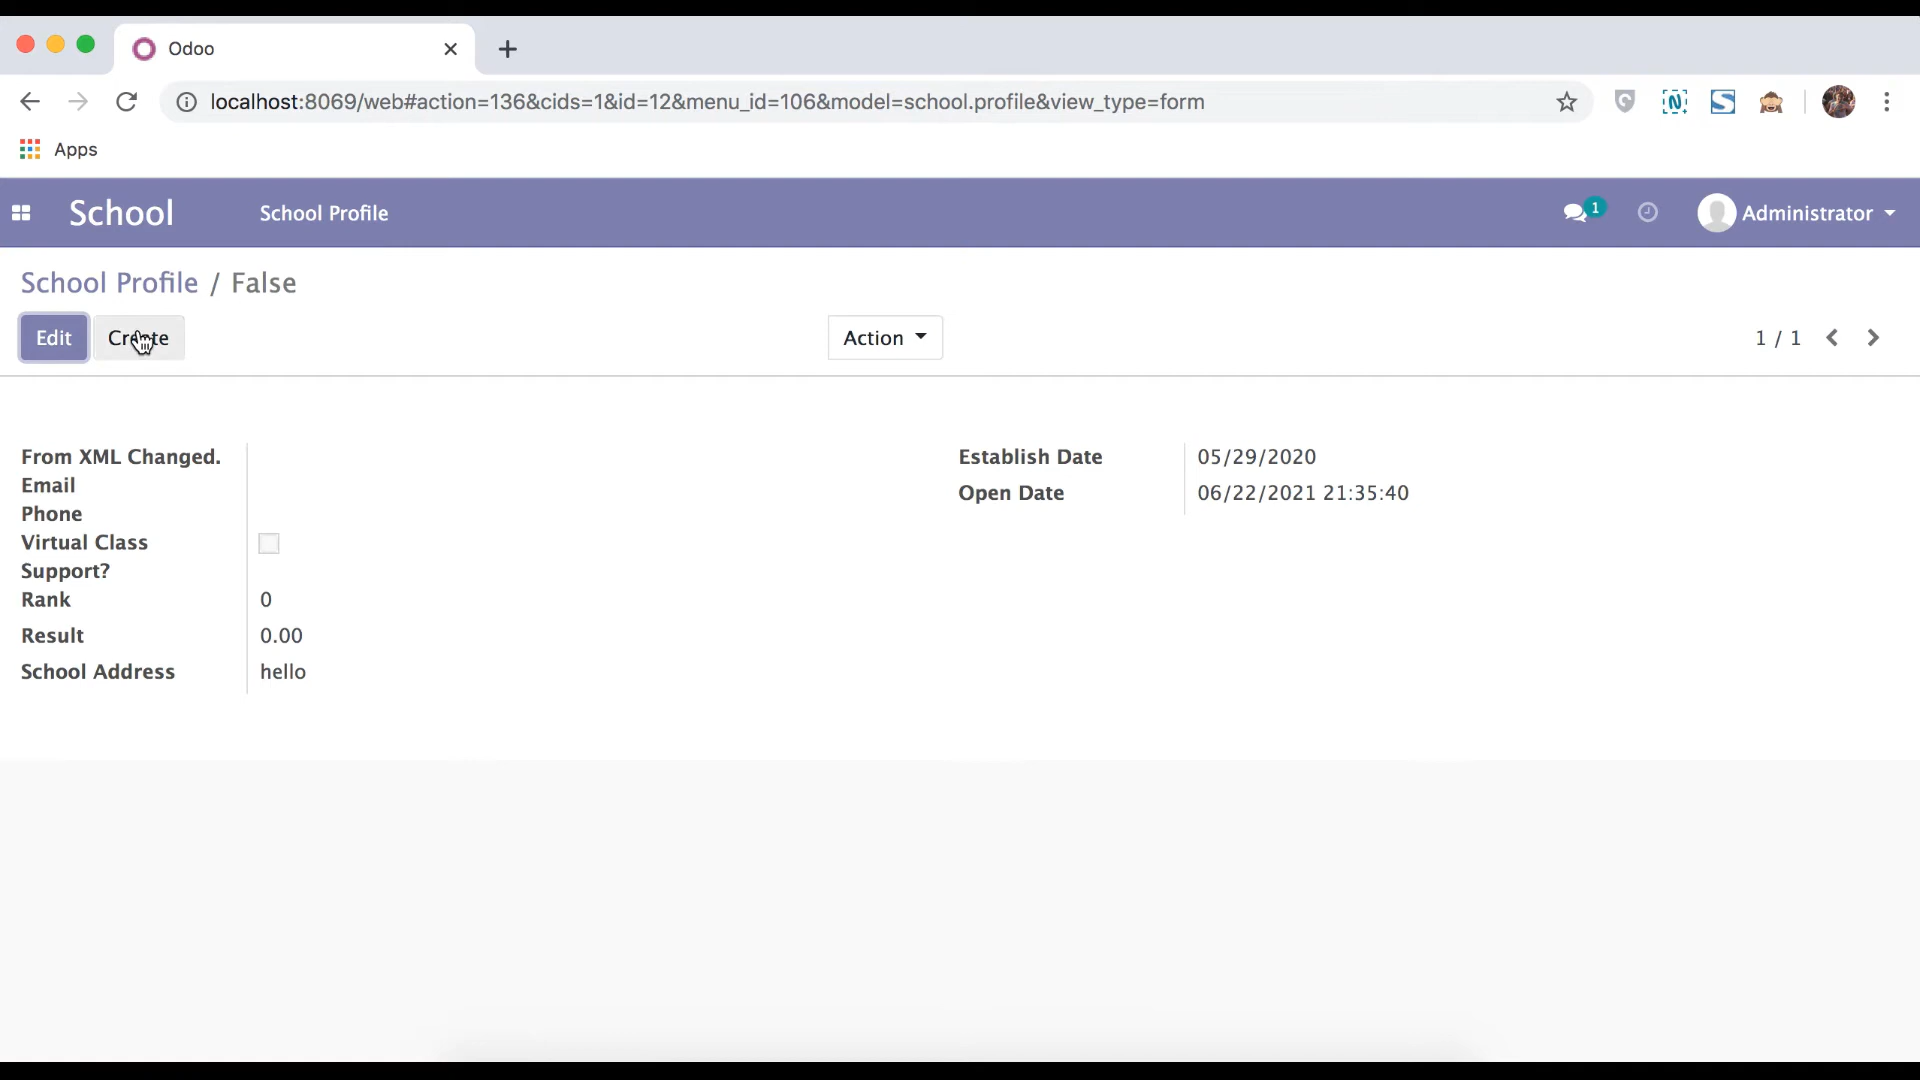 Odoo
localhost:8069/web#action=136&cids=1&id=12&menu_id=106&model=school.profile&view_type=form
Apps
School School Profile 1 Administrator
School Profile / False
Edit Create Action 1 / 1
From XML Changed.
Email
Phone
Virtual Class
Support?
Rank 0
Result 0.00
School Address hello
Establish Date 05/29/2020
Open Date 06/22/2021 21:35:40